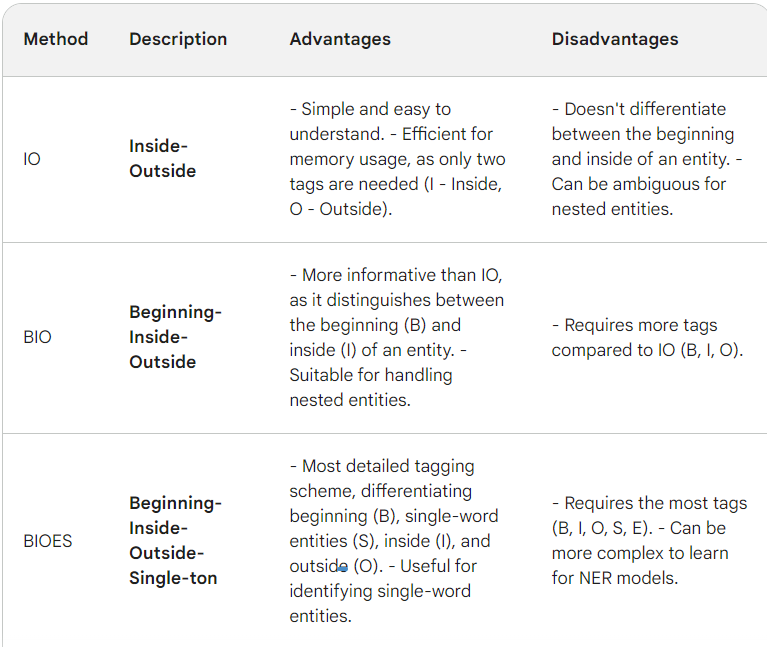 Method Description Advantages Disadvantages
IO
Inside-
Outside
- Simple and easy to
understand. - Efficient for
memory usage, as only two
tags are needed (I - Inside,
O - Outside).
- Doesn't differentiate
between the beginning
and inside of an entity. -
Can be ambiguous for
nested entities.
BIO
Beginning-
Inside-
Outside
- More informative than IO,
as it distinguishes between
the beginning (B) and
inside (I) of an entity. -
Suitable for handling
nested entities.
- Requires more tags
compared to IO (B, I, O).
BIOES
Beginning-
Inside-
Outside-
Single-ton
- Most detailed tagging
scheme, differentiating
beginning (B), single-word
entities (S), inside (I), and
outside (O). - Useful for
identifying single-word
entities.
- Requires the most tags
(B, I, O, S, E). - Can be
more complex to learn
for NER models.